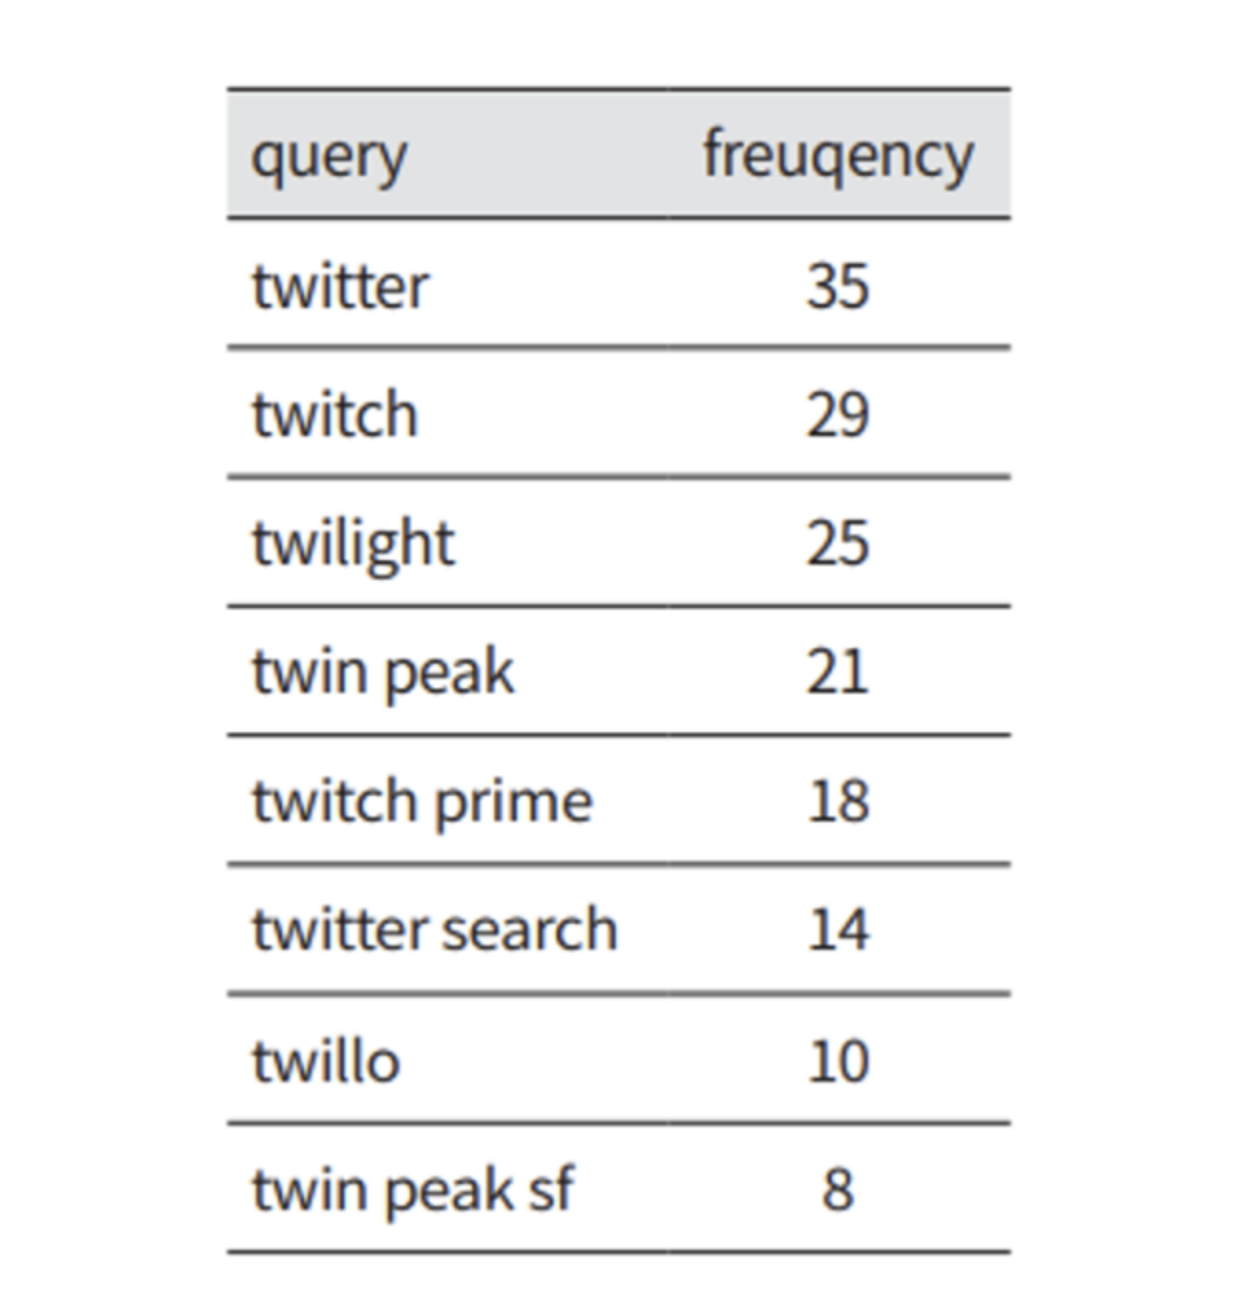 query freuqency
twitter 35
twitch 29
twilight 25
twin peak 21
twitch prime 18
twitter search 14
twillo 10
twin peak sf 8